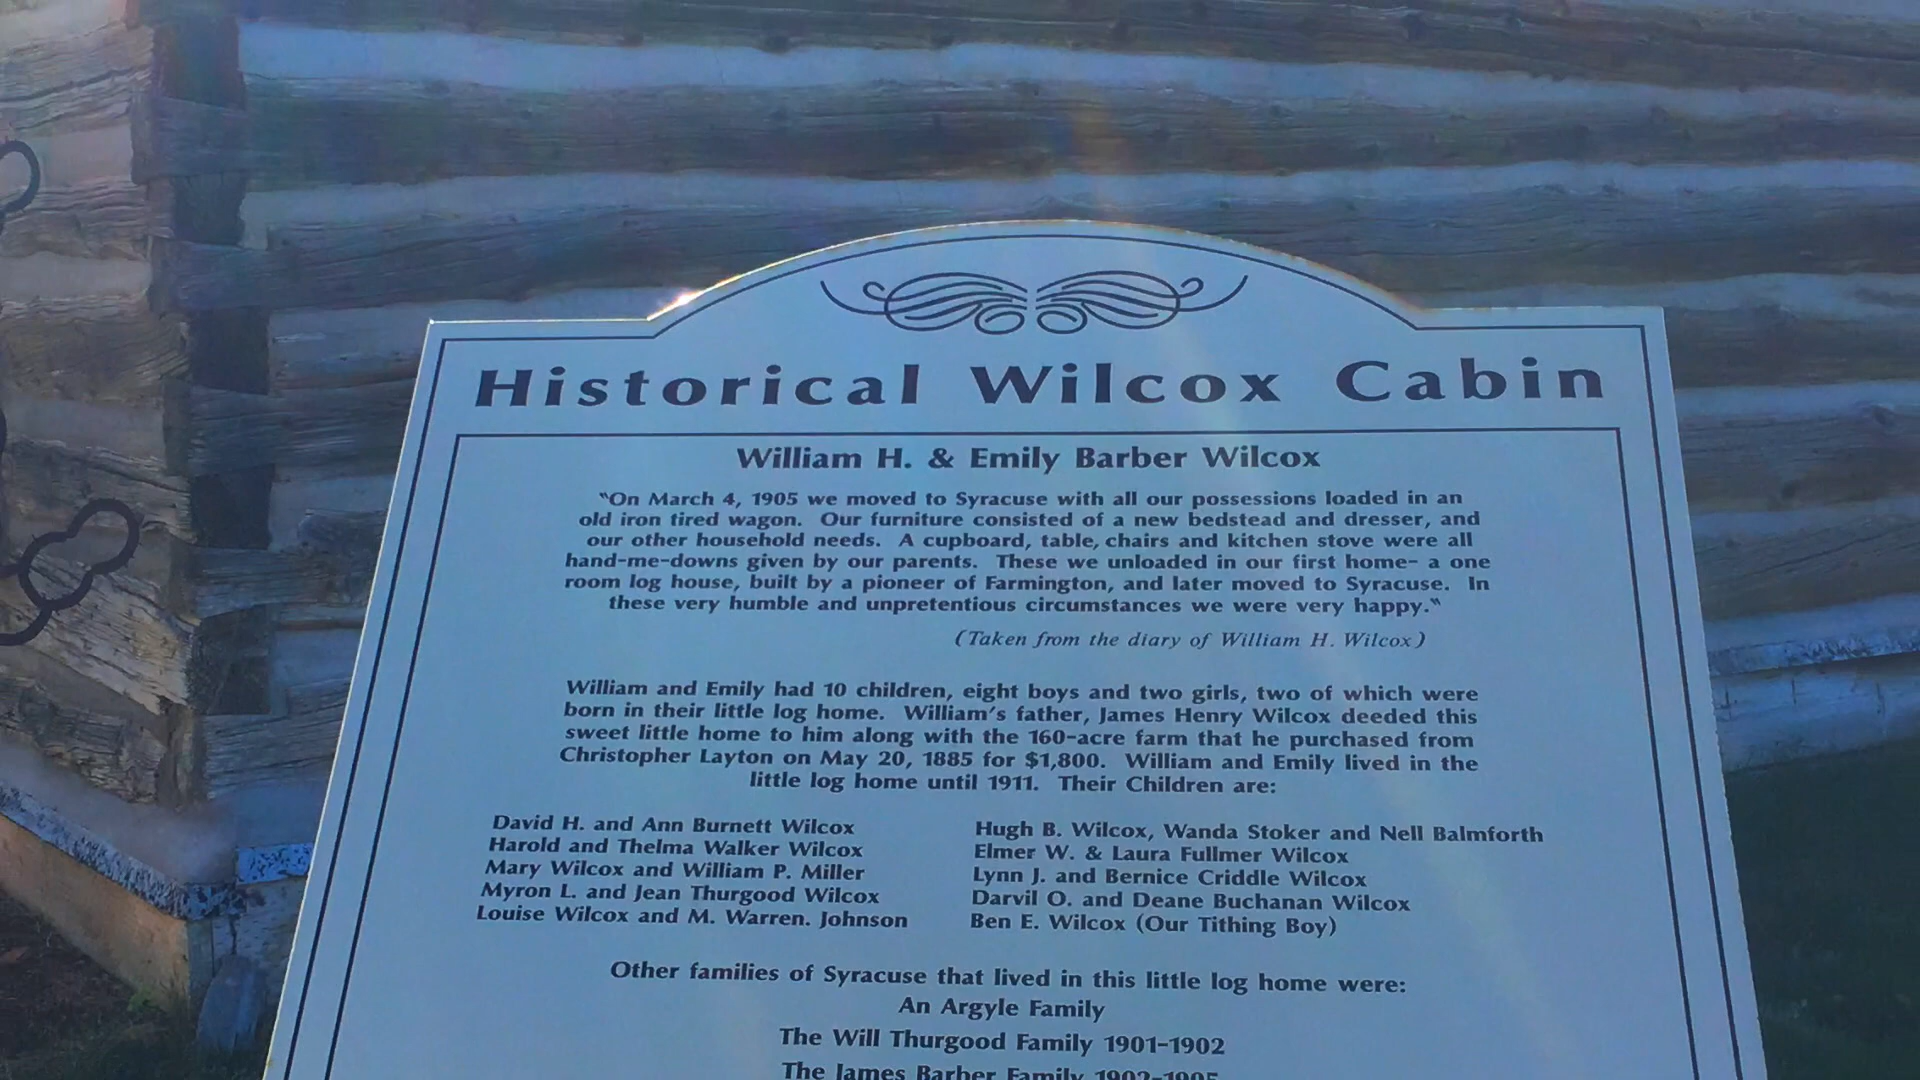 Historical Wilcox Cabin
William H. & Emily Barber Wilcox
"On March 4, 1905 we moved to Syracuse with all our possessions loaded in an
old iron tired wagon. Our furniture consisted of a new bedstead and dresser, and
our other household needs. A cupboard, table, chairs and kitchen stove were all
hand-me-downs given by our parents. These we unloaded in our first home- a one
room log house, built by a pioneer of Farmington, and later moved to Syracuse. In
these very humble and unpretentious circumstances we were very happy."
(Taken from the diary of William H. Wilcox)
William and Emily had 10 children, eight boys and two girls, two of which were
born in their little log home. William's father, James Henry Wilcox deeded this
sweet little home to him along with the 160-acre farm that he purchased from
Christopher Layton on May 20, 1885 for $1,800. William and Emily lived in the
little log home until 1911. Their Children are:
David H. and Ann Burnett Wilcox
Harold and Thelma Walker Wilcox
Mary Wilcox and William P. Miller
Myron L. and Jean Thurgood Wilcox
Louise Wilcox and M. Warren. Johnson
Hugh B. Wilcox, Wanda Stoker and Nell Balmforth
Elmer W. & Laura Fullmer Wilcox
Lynn J. and Bernice Criddle Wilcox
Darvil O. and Deane Buchanan Wilcox
Ben E. Wilcox (Our Tithing Boy)
Other families of Syracuse that lived in this little log home were:
An Argyle Family
The Will Thurgood Family 1901-1902
The James Barber Family 1902-1905